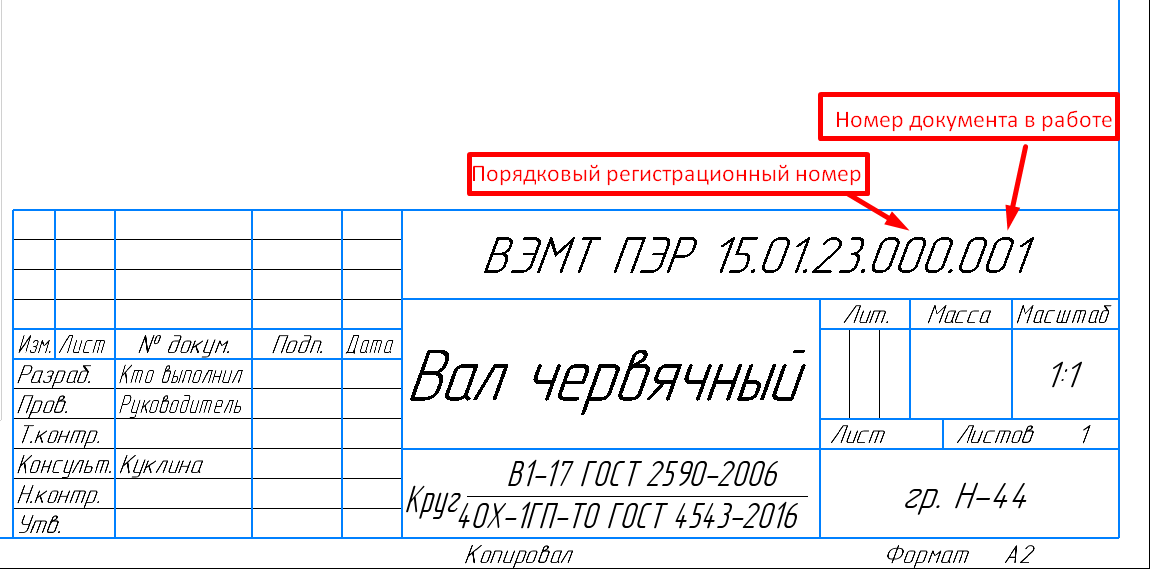 Номер документа в работе
Порядковый регистрационный номер
ВЭМТ ПЭР 15.01.23.000.001
Лит. Масса Масштаб
Изм. Лист № докум. Подп. Дата
Разраб. Кто выполнил
Вал червячный
1:1
Пров. Руководитель
Т.контр.
Лист Листов 1
Консульт. Куклина
Круг
В1-17 ГОСТ 2590-2006
40Х-1ГП-ТО ГОСТ 4543-2016
гр. Н-44
Н.контр.
Утв.
Копировал Формат А2